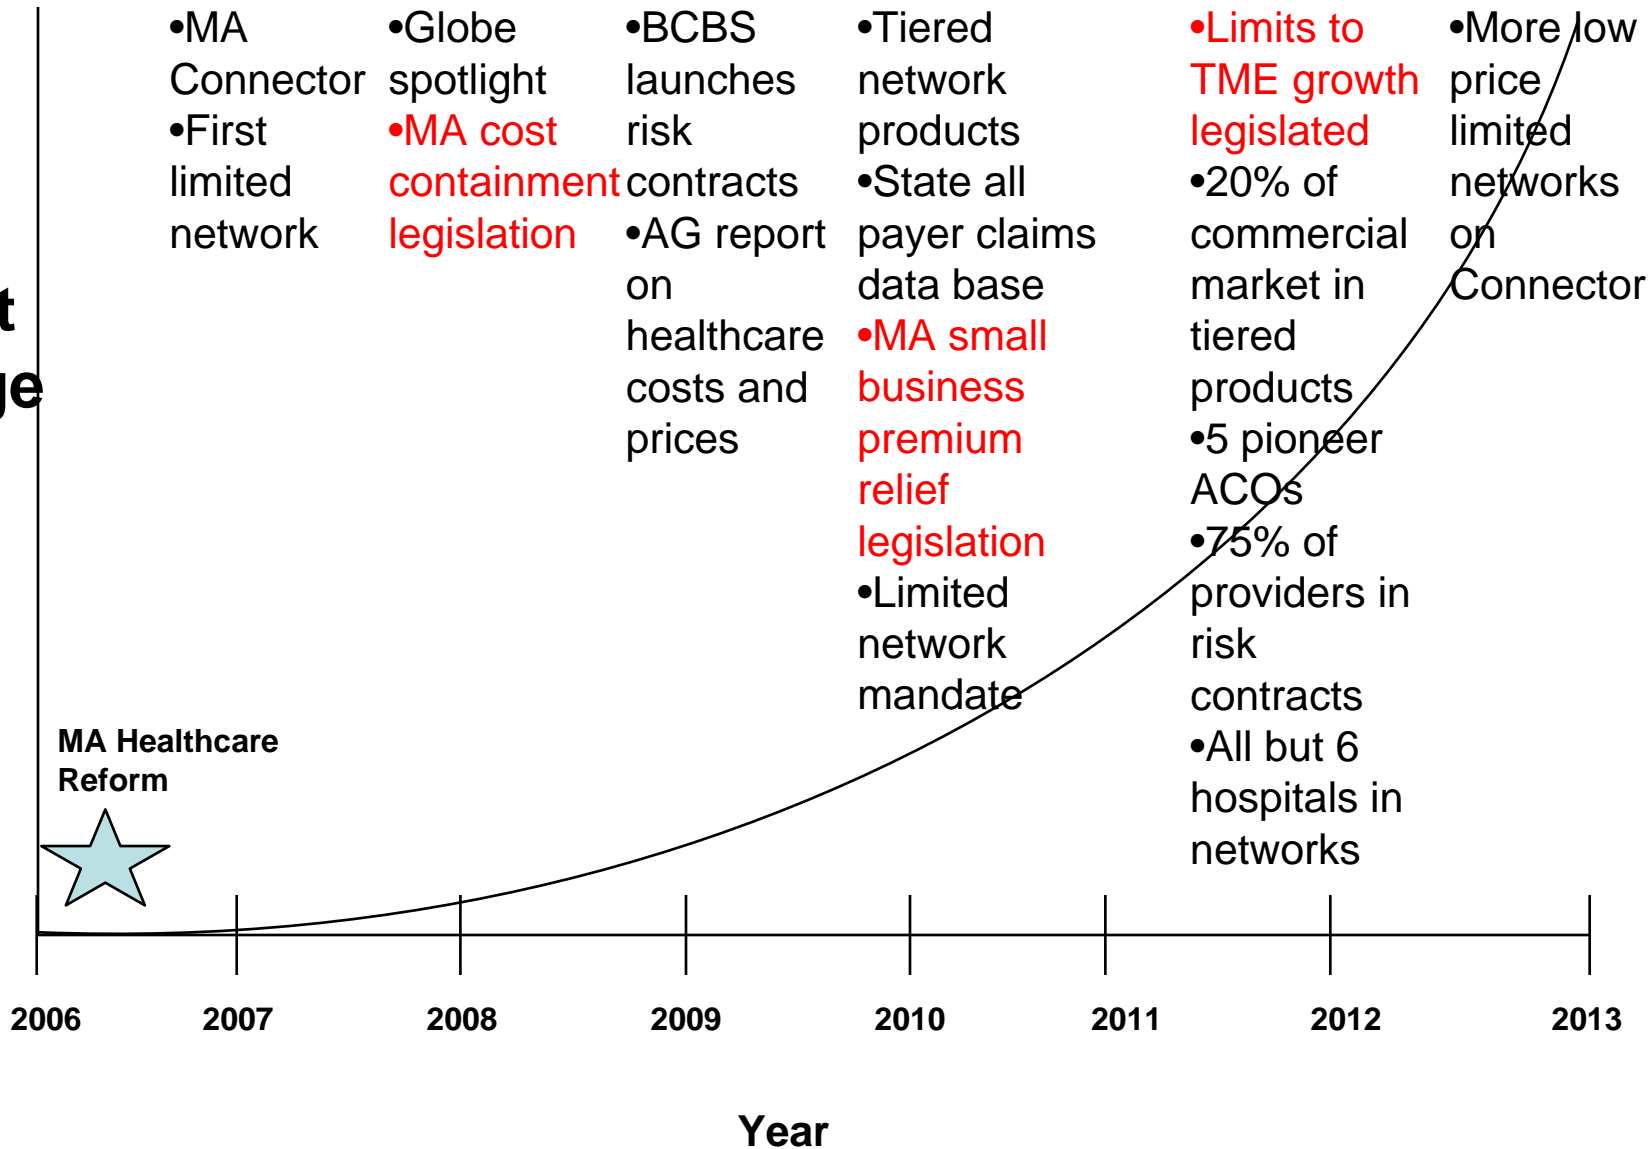 •MA
Connector
•First
limited
network
•Globe
spotlight
•MA cost
containment
legislation
•BCBS
launches
risk
contracts
•AG report
on
healthcare
costs and
prices
•Tiered
network
products
•State all
payer claims
data base
•MA small
business
premium
relief
legislation
•Limited
network
mandate
•Limits to
TME growth
legislated
•20% of
commercial
market in
tiered
products
•5 pioneer
ACOs
•75% of
providers in
risk
contracts
•All but 6
hospitals in
networks
•More low
price
limited
networks
on
Connector
MA Healthcare
Reform
2006 2007 2008 2009 2010 2011 2012 2013
Year